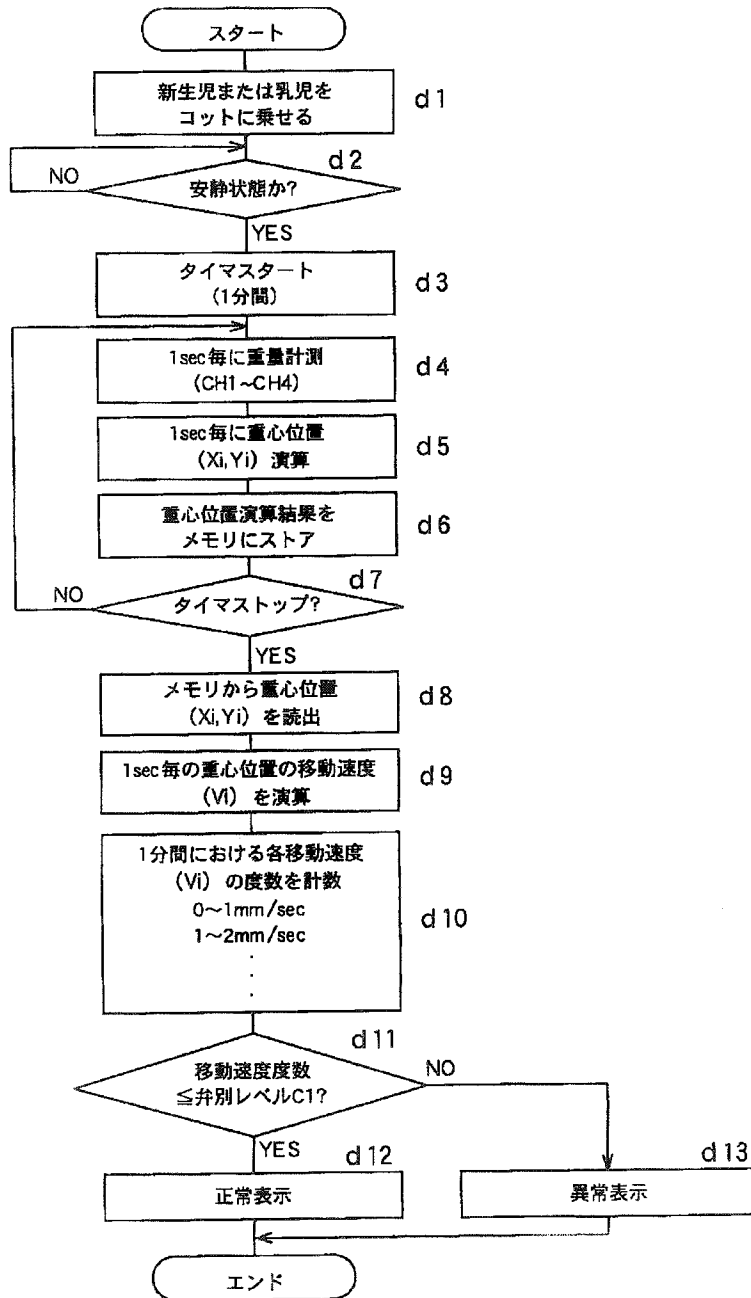 スタート
新生児または乳児を
コットに乗せる
d1
d2
NO
安静状態か?
YES
タイマスタート
(1分間)
d3
1sec毎に重量計測
(CH1~CH4)
d4
1sec毎に重心位置
(Xi,Yi) 演算
d5
重心位置演算結果を
メモリにストア
d6
d7
NO
タイマストップ?
YES
メモリから重心位置
(Xi,Yi) を読出
d8
1sec毎の重心位置の移動速度
(Vi) を演算
d9
1分間における各移動速度
(Vi) の度数を計数
0~1mm/sec
1~2mm/sec
・
・
・
d10
d11
移動速度度数
≦弁別レベルC1?
NO
YES
d12
正常表示
d13
異常表示
エンド